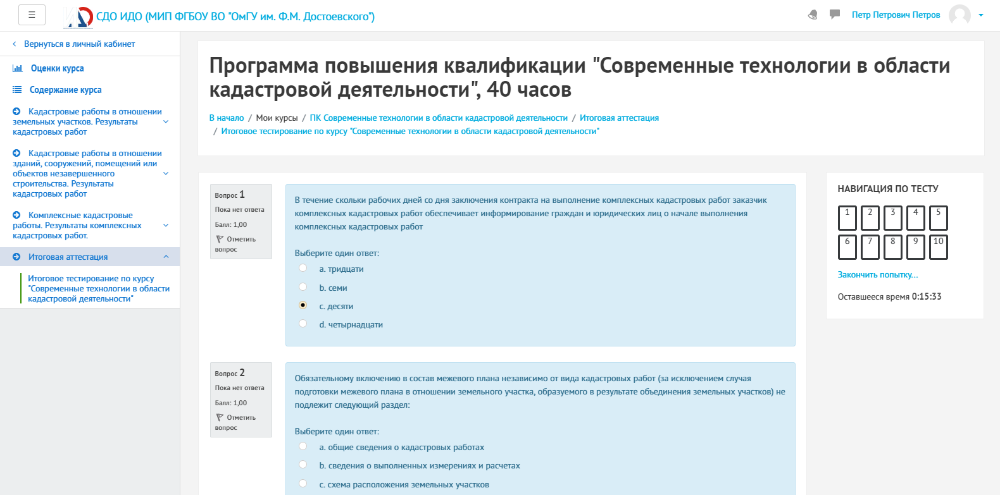 ☰
СДО ИДО (МИП ФГБОУ ВО "ОмГУ им. Ф.М. Достоевского")
Петр Петрович Петров
Вернуться в личный кабинет
Оценки курса
Содержание курса
Кадастровые работы в отношении
земельных участков. Результаты
кадастровых работ
Кадастровые работы в отношении
зданий, сооружений, помещений или
объектов незавершенного
строительства. Результаты
кадастровых работ
Комплексные кадастровые
работы. Результаты комплексных
кадастровых работ.
Итоговая аттестация
Итоговое тестирование по курсу
"Современные технологии в области
кадастровой деятельности"
Программа повышения квалификации "Современные технологии в области
кадастровой деятельности", 40 часов
В начало / Мои курсы / ПК Современные технологии в области кадастровой деятельности / Итоговая аттестация
/ Итоговое тестирование по курсу "Современные технологии в области кадастровой деятельности"
Вопрос 1
Пока нет ответа
Балл: 1,00
Отметить
вопрос
В течение скольки рабочих дней со дня заключения контракта на выполнение комплексных кадастровых работ заказчик
комплексных кадастровых работ обеспечивает информирование граждан и юридических лиц о начале выполнения
комплексных кадастровых работ
Выберите один ответ:
a. тридцати
b. семи
c. десяти
d. четырнадцати
Вопрос 2
Пока нет ответа
Балл: 1,00
Отметить
вопрос
Обязательному включению в состав межевого плана независимо от вида кадастровых работ (за исключением случая
подготовки межевого плана в отношении земельного участка, образуемого в результате объединения земельных участков) не
подлежит следующий раздел:
Выберите один ответ:
a. общие сведения о кадастровых работах
b. сведения о выполненных измерениях и расчетах
c. схема расположения земельных участков
НАВИГАЦИЯ ПО ТЕСТУ
1 2 3 4 5
6 7 8 9 10
Закончить попытку...
Оставшееся время 0:15:33